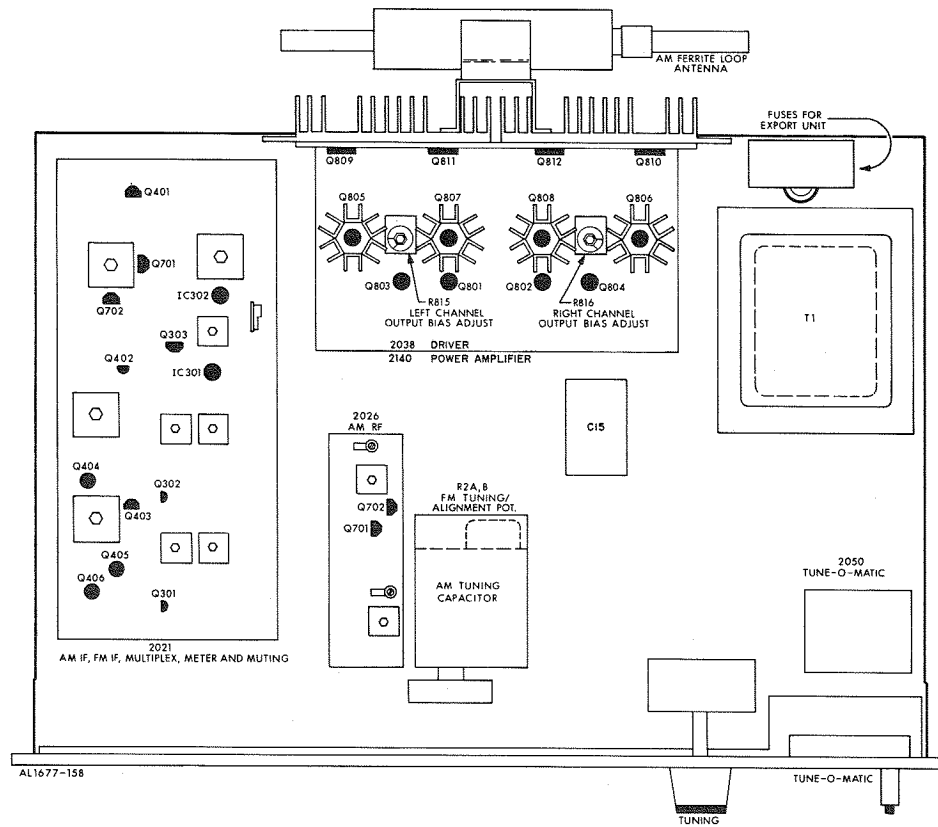 AM FERRITE LOOP
ANTENNA
FUSES FOR
EXPORT UNIT
Q809
Q811
Q812
Q810
Q401
Q805
Q807
Q808
Q806
Q701
Q702
IC302
Q803
Q801
Q802
Q804
R815
LEFT CHANNEL
OUTPUT BIAS ADJUST
R816
RIGHT CHANNEL
OUTPUT BIAS ADJUST
T1
Q303
2038 DRIVER
2140 POWER AMPLIFIER
Q402
IC301
2026
AM RF
C15
Q404
Q302
Q403
R2A,B
FM TUNING/
ALIGNMENT POT.
Q702
Q701
Q405
Q406
Q301
AM TUNING
CAPACITOR
2050
TUNE-O-MATIC
2021
AM IF, FM IF, MULTIPLEX, METER AND MUTING
AL1677-158
TUNE-O-MATIC
TUNING